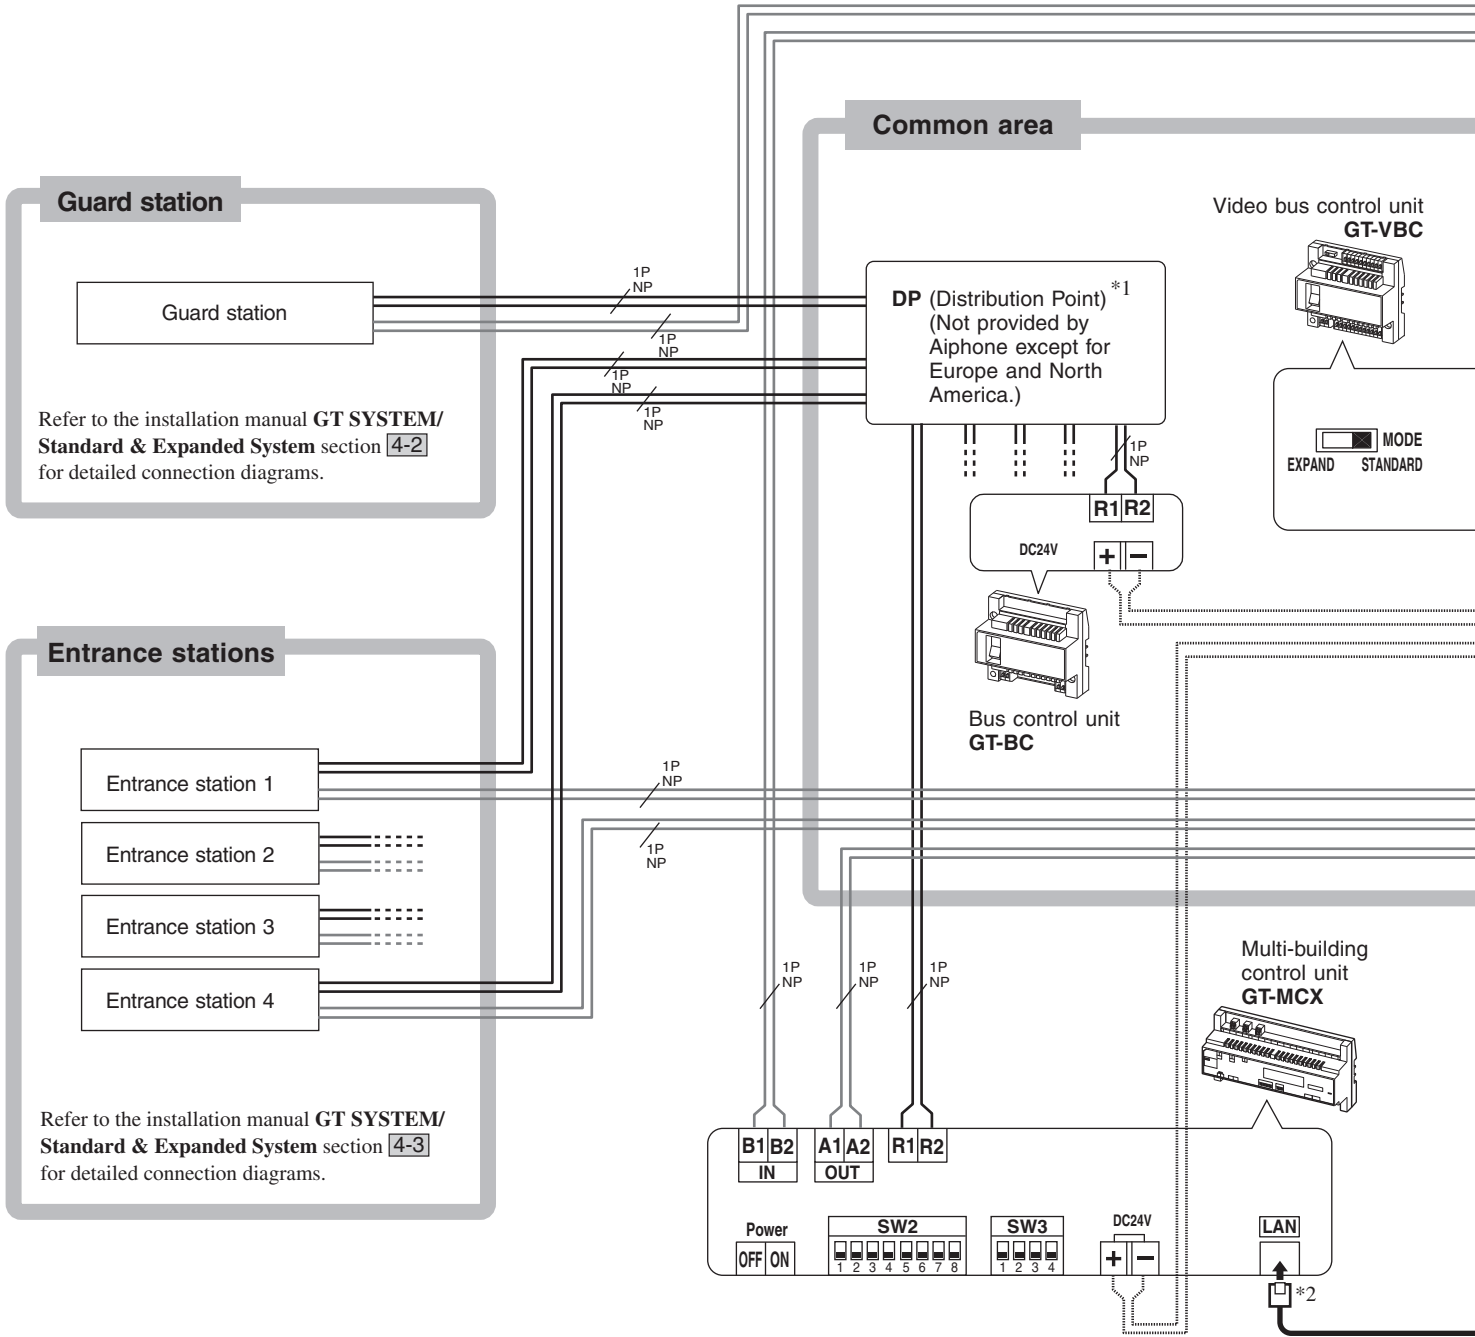 Common area
Guard station
Video bus control unit
GT-VBC
1P
NP
DP (Distribution Point) *1
(Not provided by
Aiphone except for
Europe and North
America.)
Guard station
1P
NP
1P
NP
1P
NP
Refer to the installation manual GT SYSTEM/
Standard & Expanded System section 4-2
for detailed connection diagrams.
MODE
EXPAND STANDARD
1P
NP
R1 R2
DC24V
+ −
Bus control unit
GT-BC
Entrance stations
Entrance station 1
Entrance station 2
Entrance station 3
Entrance station 4
1P
NP
1P
NP
Refer to the installation manual GT SYSTEM/
Standard & Expanded System section 4-3
for detailed connection diagrams.
1P
NP
1P
NP
1P
NP
Multi-building
control unit
GT-MCX
B1 B2 A1 A2 R1 R2
IN OUT
Power SW2 SW3 DC24V LAN
OFF ON
1 2 3 4 5 6 7 8
1 2 3 4
+ −
*2